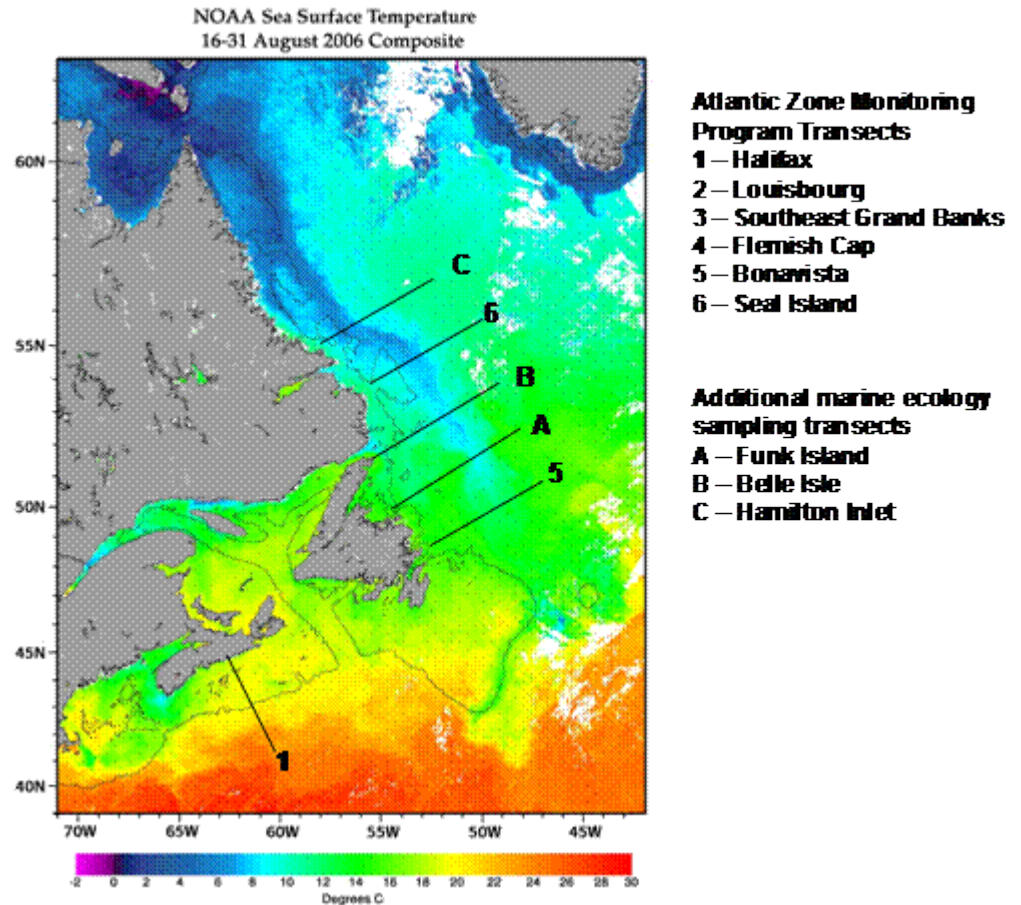 NOAA Sea Surface Temperature
16-31 August 2006 Composite
60N
55N
50N
45N
40N
70W 65W 60W 55W 50W 45W
C
6
B
A
5
1
-2 0 2 4 6 8 10 12 14 16 18 20 22 24 26 28 30
Degrees C
Atlantic Zone Monitoring
Program Transects
1 – Halifax
2 – Louisbourg
3 – Southeast Grand Banks
4 – Flemish Cap
5 – Bonavista
6 – Seal Island
Additional marine ecology
sampling transects
A – Funk Island
B – Belle Isle
C – Hamilton Inlet